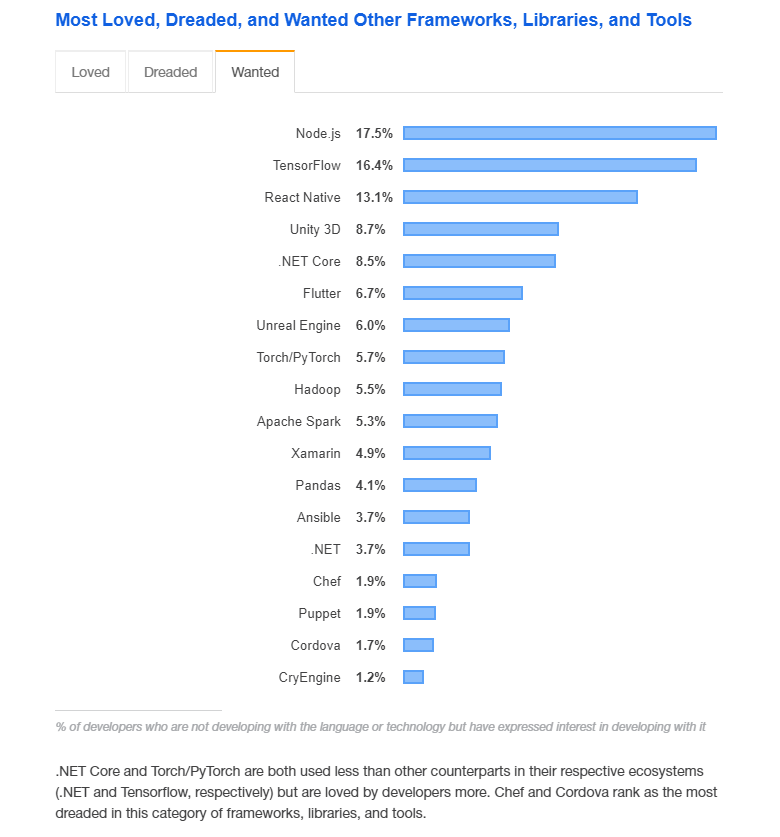 Most Loved, Dreaded, and Wanted Other Frameworks, Libraries, and Tools
Loved Dreaded Wanted
Node.js 17.5%
TensorFlow 16.4%
React Native 13.1%
Unity 3D 8.7%
.NET Core 8.5%
Flutter 6.7%
Unreal Engine 6.0%
Torch/PyTorch 5.7%
Hadoop 5.5%
Apache Spark 5.3%
Xamarin 4.9%
Pandas 4.1%
Ansible 3.7%
.NET 3.7%
Chef 1.9%
Puppet 1.9%
Cordova 1.7%
CryEngine 1.2%
% of developers who are not developing with the language or technology but have expressed interest in developing with it
.NET Core and Torch/PyTorch are both used less than other counterparts in their respective ecosystems
(.NET and Tensorflow, respectively) but are loved by developers more. Chef and Cordova rank as the most
dreaded in this category of frameworks, libraries, and tools.